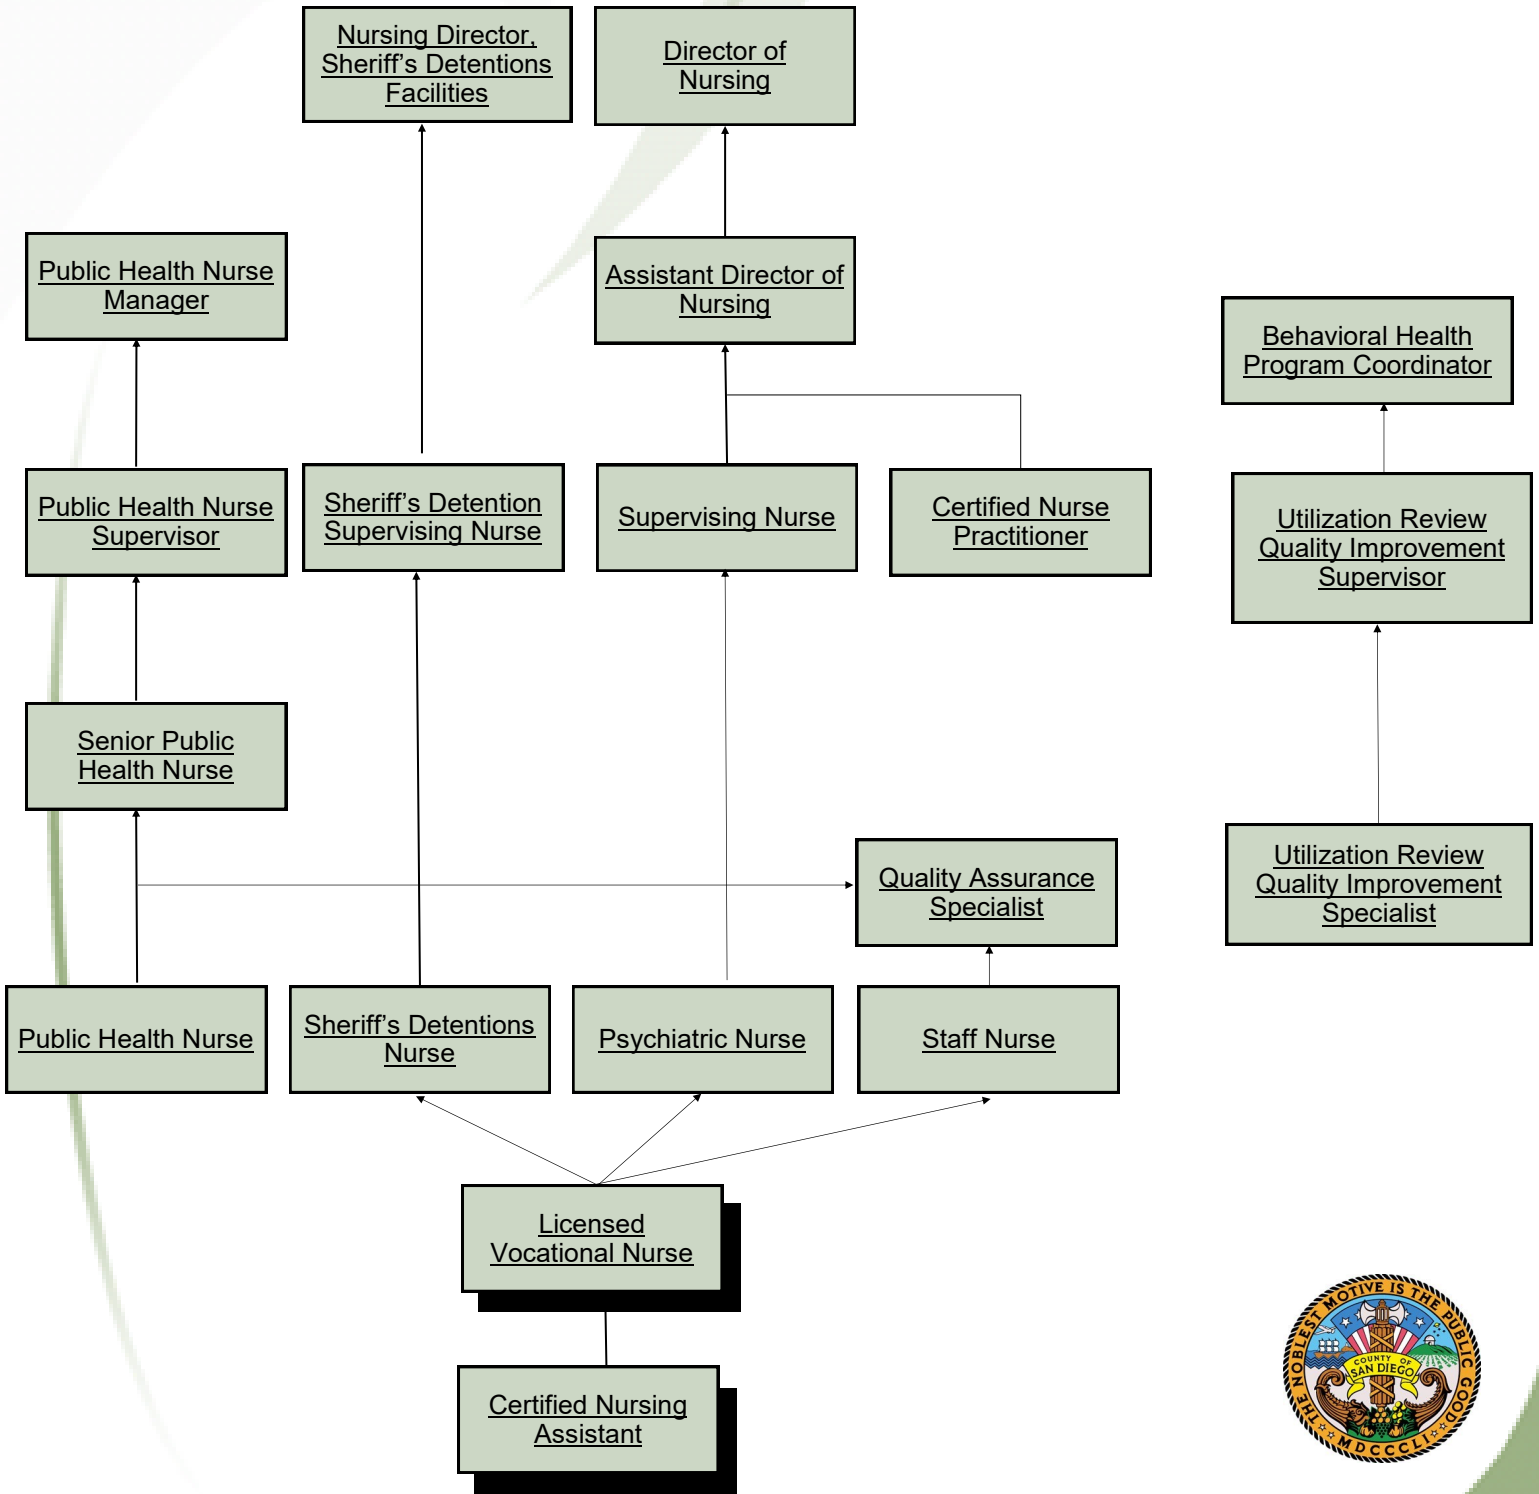 Nursing Director,
Sheriff’s Detentions
Facilities
Director of
Nursing
Public Health Nurse
Manager
Assistant Director of
Nursing
Behavioral Health
Program Coordinator
Public Health Nurse
Supervisor
Sheriff’s Detention
Supervising Nurse
Supervising Nurse
Certified Nurse
Practitioner
Utilization Review
Quality Improvement
Supervisor
Senior Public
Health Nurse
Quality Assurance
Specialist
Utilization Review
Quality Improvement
Specialist
Public Health Nurse
Sheriff’s Detentions
Nurse
Psychiatric Nurse
Staff Nurse
Licensed
Vocational Nurse
Certified Nursing
Assistant
THE NOBLEST MOTIVE IS THE PUBLIC GOOD
COUNTY OF
SAN DIEGO
MDCCCLI